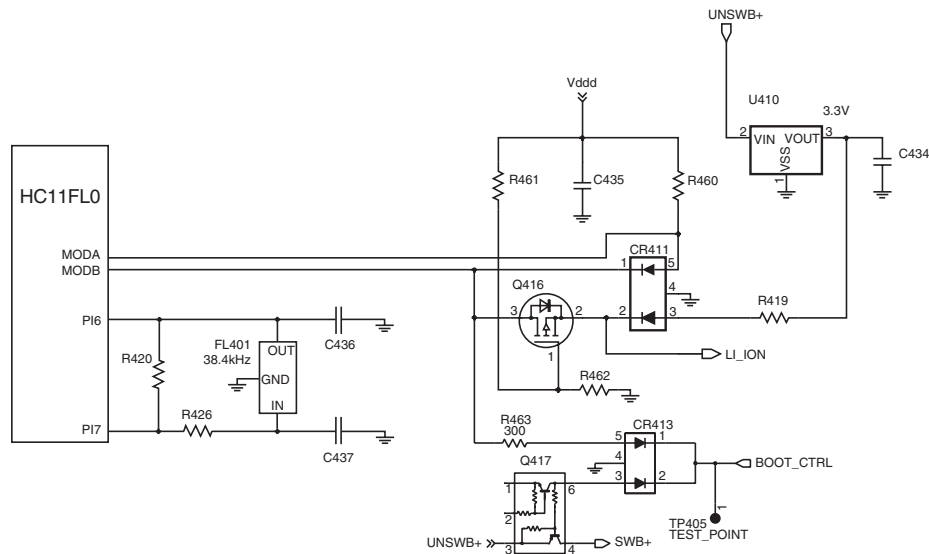 UNSWB+
Vddd
U410
3.3V
2 VIN VOUT 3
VSS
1
C434
HC11FL0
R461
C435
R460
MODA
MODB
CR411
1 5
4
Q416
3 2
2 3
1
R419
LI_ION
PI6
C436
FL401
38.4kHz
OUT
GND
IN
R420
R426
PI7
C437
R462
R463
300
CR413
5 1
4
3 2
BOOT_CTRL
Q417
1 6
2
3 4
UNSWB+
SWB+
1
TP405
TEST_POINT